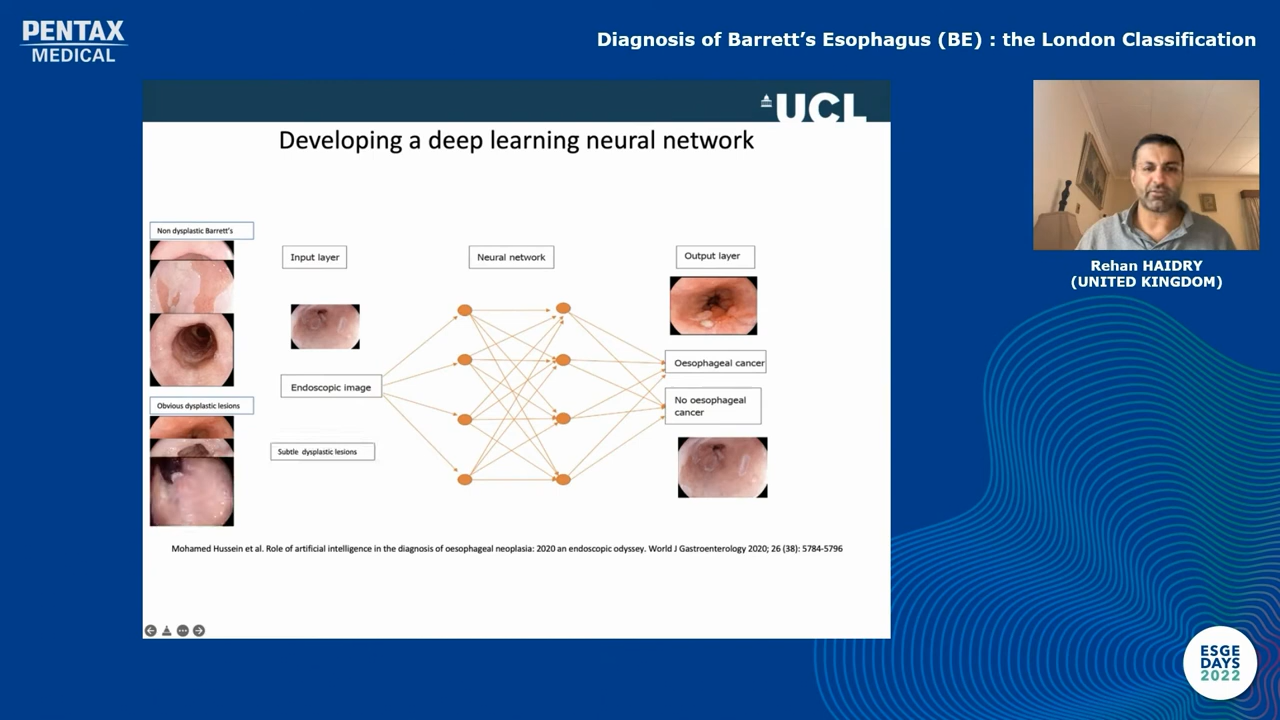 PENTAX
MEDICAL
Diagnosis of Barrett's Esophagus (BE) : the London Classification
UCL
Developing a deep learning neural network
Non dysplastic Barrett's
Input layer
Neural network
Output layer
Endoscopic image
Oesophageal cancer
No oesophageal
cancer
Obvious dysplastic lesions
Subtle dysplastic lesions
Mohamed Hussein et al. Role of artificial intelligence in the diagnosis of oesophageal neoplasia: 2020 an endoscopic odyssey. World J Gastroenterology 2020; 26 (38): 5784-5796
Rehan HAIDRY
(UNITED KINGDOM)
ESGE
DAYS
2022